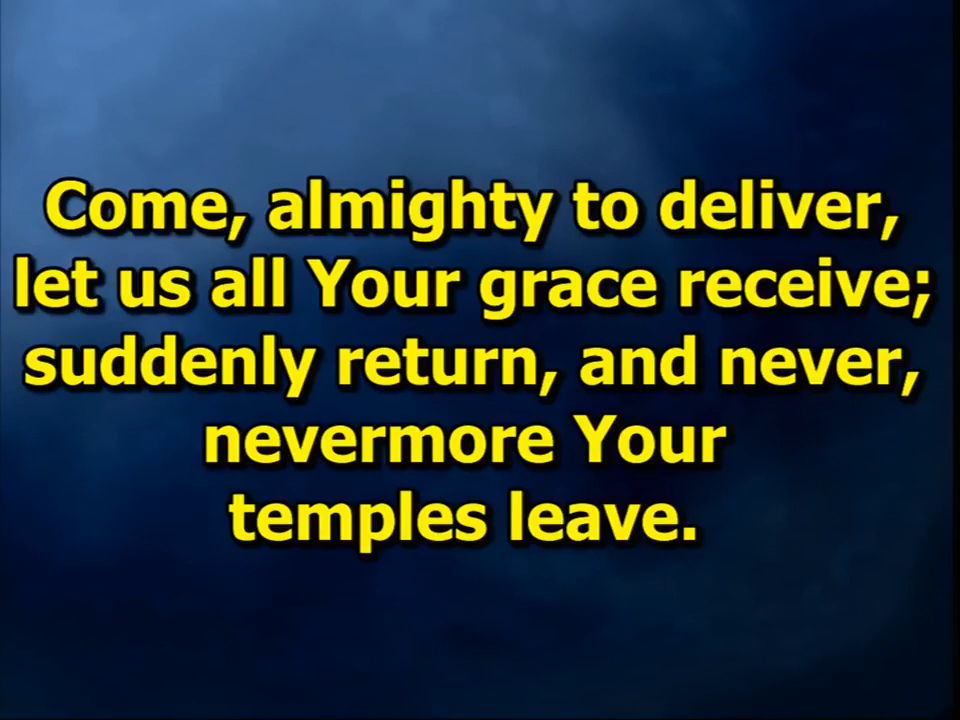 Come, almighty to deliver,
let us all Your grace receive;
suddenly return, and never,
nevermore Your
temples leave.